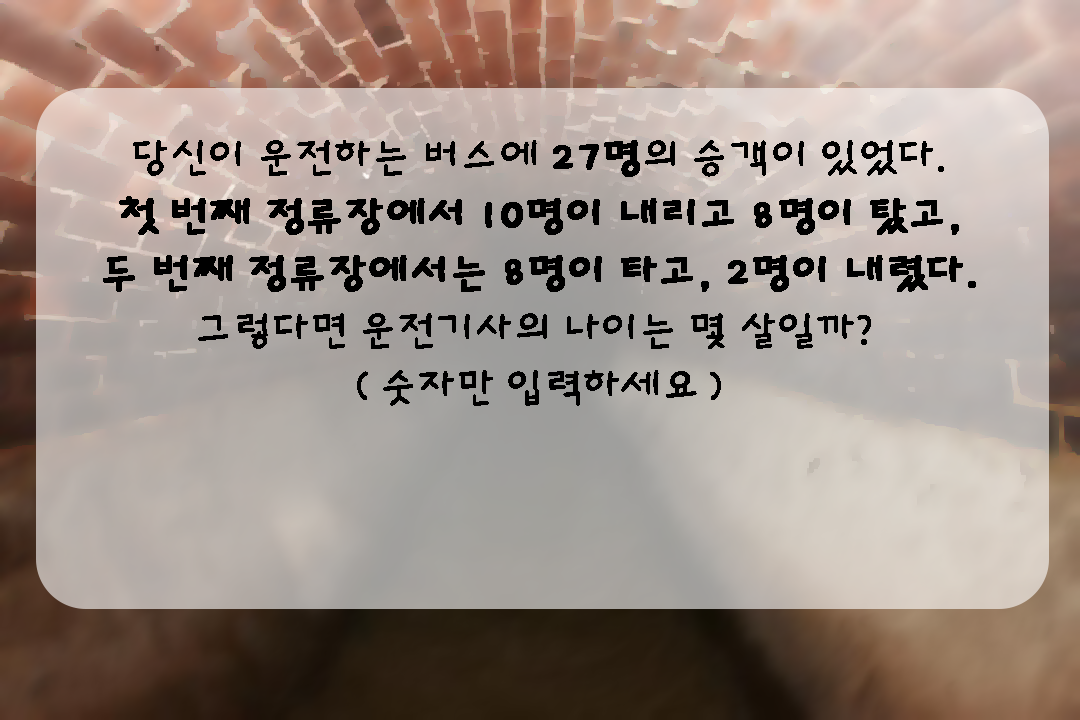 당신이 운전하는 버스에 27명의 승객이 있었다.
첫 번째 정류장에서 10명이 내리고 8명이 탔고,
두 번째 정류장에서는 8명이 타고, 2명이 내렸다.
그렇다면 운전기사의 나이는 몇 살일까?
( 숫자만 입력하세요 )